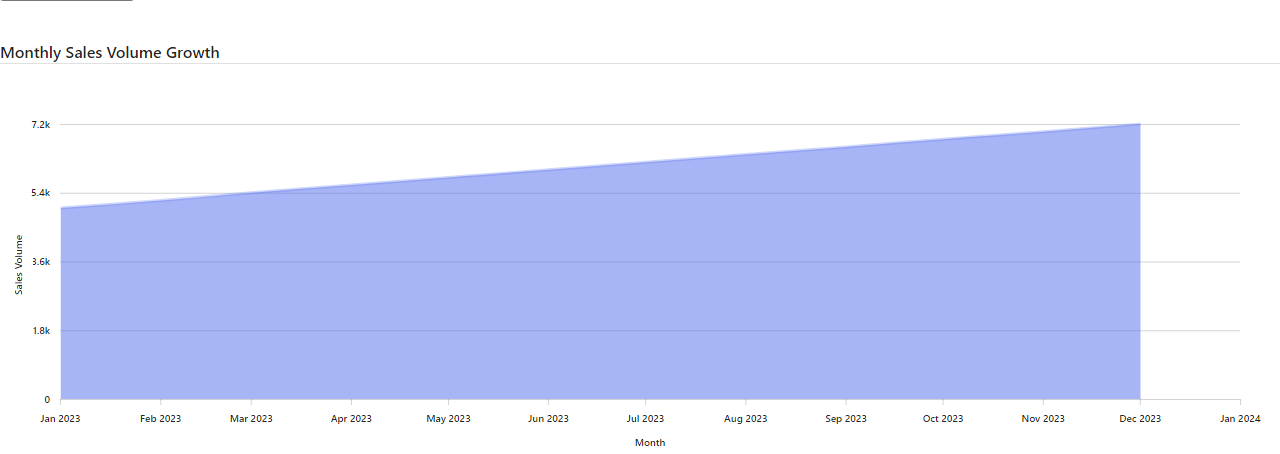 Monthly Sales Volume Growth
7.2k
5.4k
3.6k
1.8k
0
Sales Volume
Jan 2023 Feb 2023 Mar 2023 Apr 2023 May 2023 Jun 2023 Jul 2023 Aug 2023 Sep 2023 Oct 2023 Nov 2023 Dec 2023 Jan 2024
Month